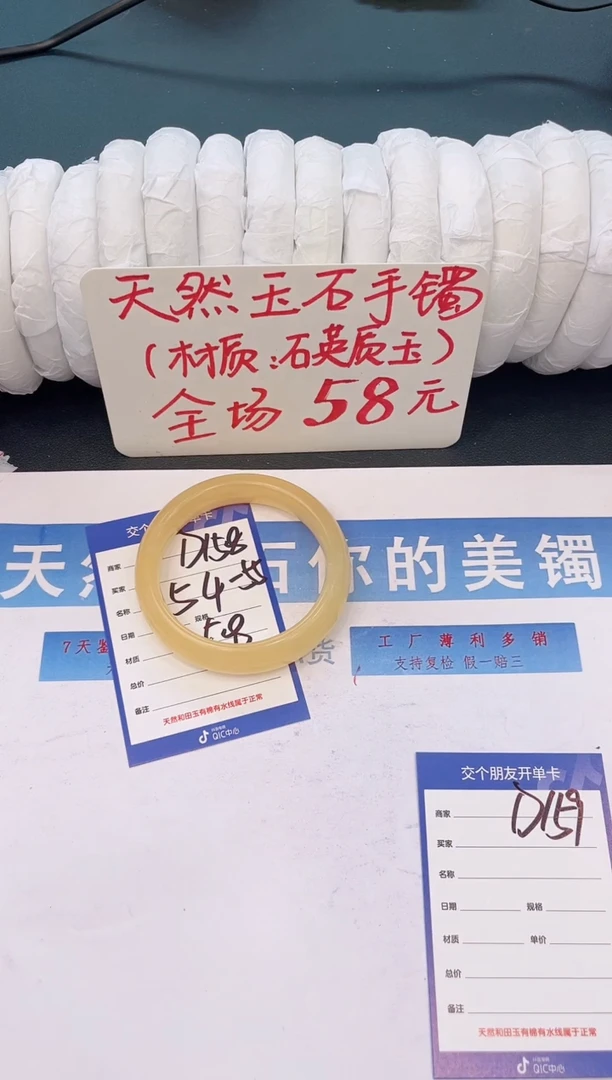 天然玉石手镯
(材质:石英质玉)
全场58元
天然 石你的美镯
7天鉴
货
工厂薄利多销
支持复检 假一赔三
交个 卡
商家 D158
买家
54-55
名称
规格
日期
58
材质
总价
备注
天然和田玉有棉有水线属于正常
QIC中心
交个朋友开单卡
商家 D159
买家
名称
日期 规格
材质 单价
总价
备注
天然和田玉有棉有水线属于正常
QIC中心